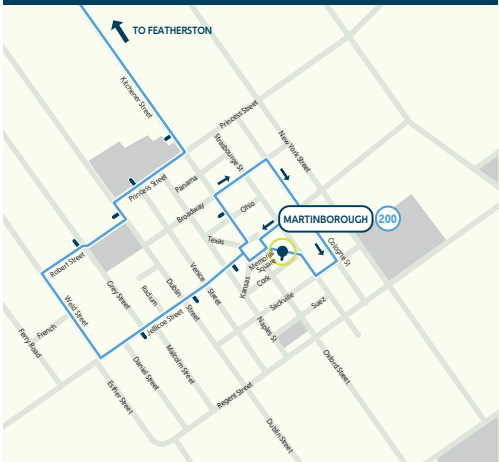 TO FEATHERSTON
Kitchener Street
Princess Street
New York Street
Strasbourge St
Panama
Princess Street
Broadway
Ohio
MARTINBOROUGH
200
Texas
Cologne St
Memorial
Square
Robert Street
Venice
Street
Kansas
Cork
Dublin
Street
Radium
Grey Street
Weld Street
Sackville
Suez
Jellicoe Street
Naples St
French
Ferry Road
Malcolm Street
Daniel Street
Oxford Street
Esther Street
Regent Street
Dublin Street